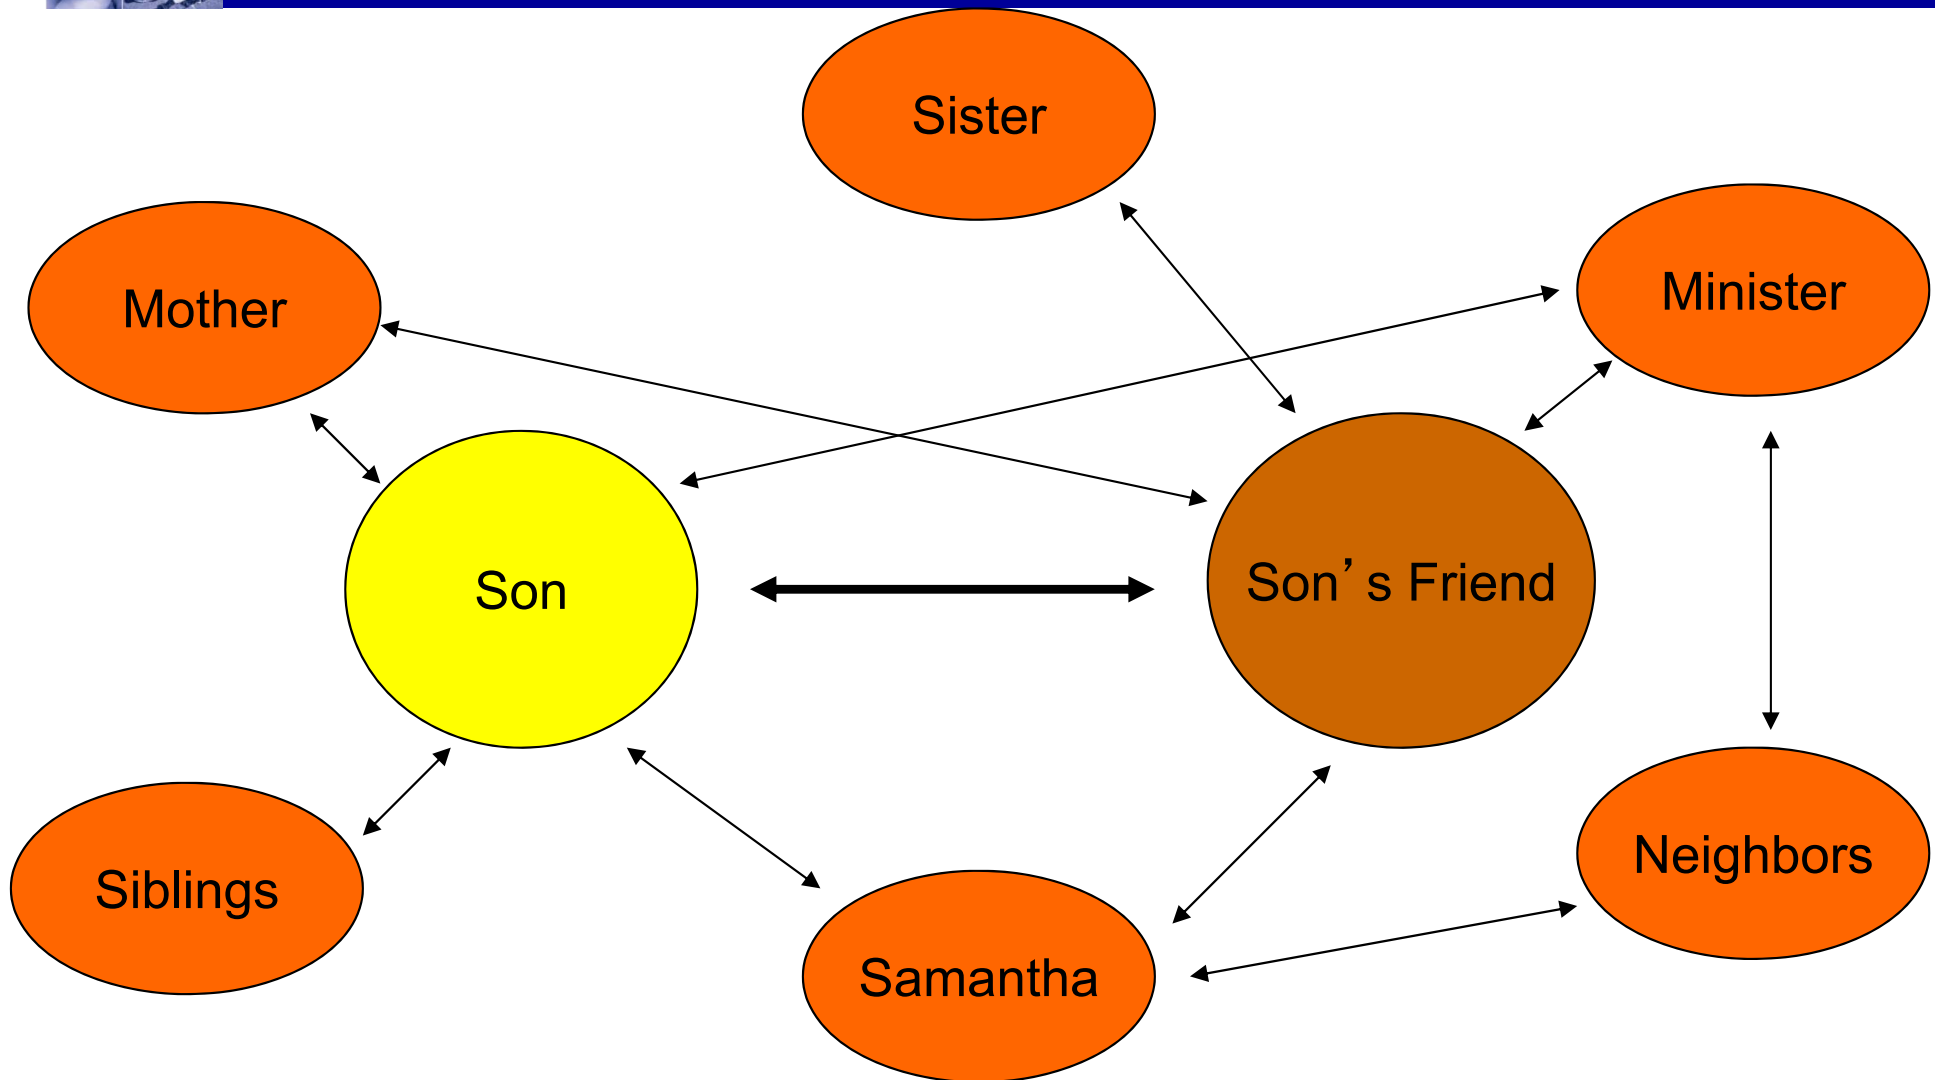 Sister
Mother
Minister
Son
Son’s Friend
Siblings
Neighbors
Samantha